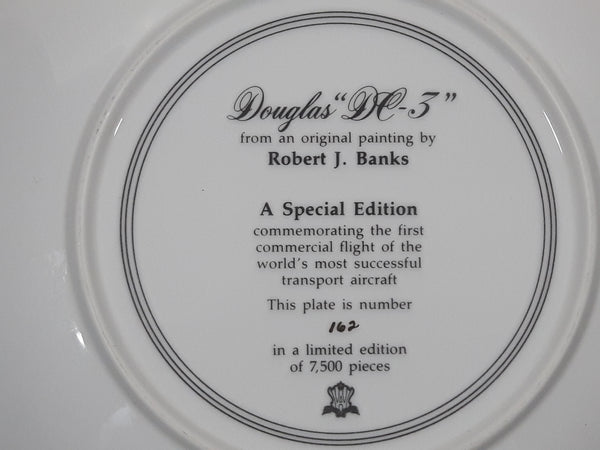 Douglas “DC-3”
from an original painting by
Robert J. Banks
A Special Edition
commemorating the first
commercial flight of the
world's most successful
transport aircraft
This plate is number
162
in a limited edition
of 7,500 pieces